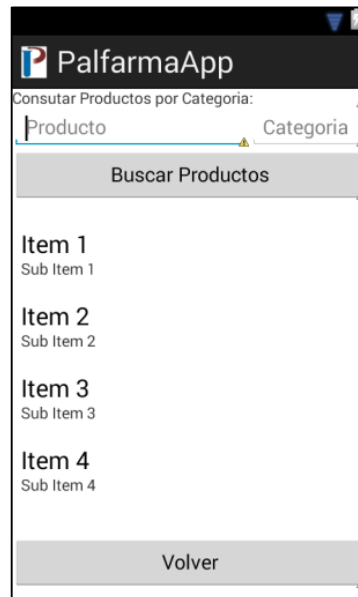 PalfarmaApp
Consutar Productos por Categoria:
Producto Categoria
Buscar Productos
Item 1
Sub Item 1
Item 2
Sub Item 2
Item 3
Sub Item 3
Item 4
Sub Item 4
Volver